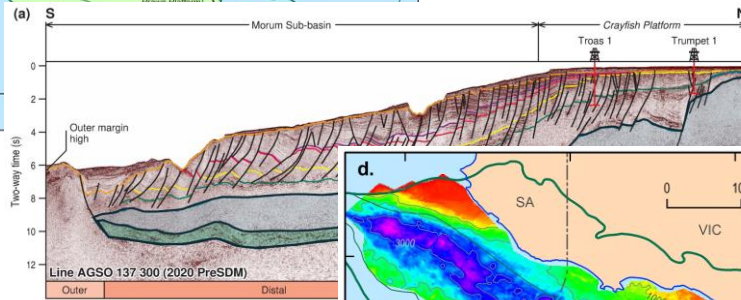 (a) S
Morum Sub-basin
Crayfish Platform
Troas 1
Trumpet 1
Two-way time (s)
0
2
4
6
8
10
12
Outer margin
high
Line AGSO 137 300 (2020 PreSDM)
Outer
Distal
d.
SA
VIC
0
3000